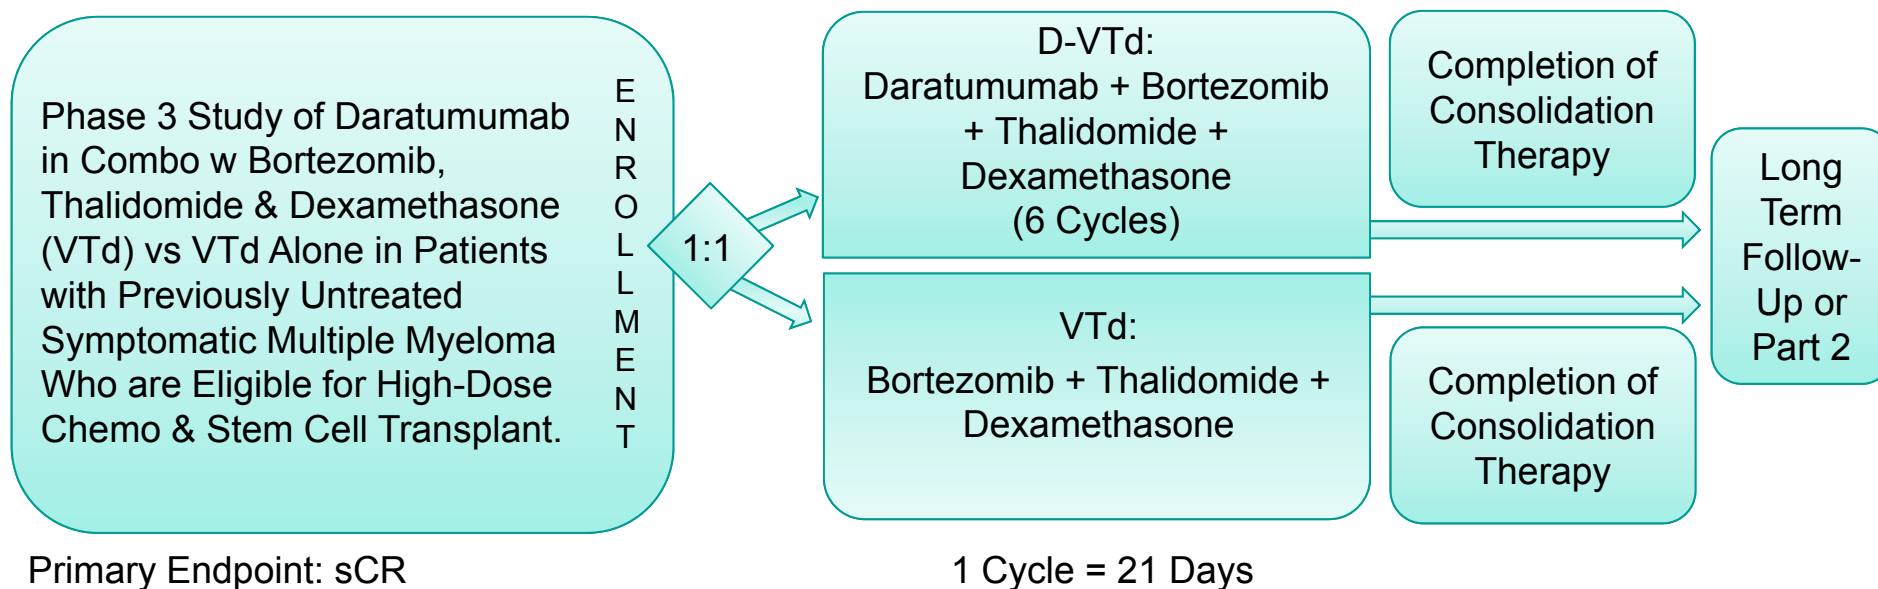 Phase 3 Study of Daratumumab
in Combo w Bortezomib,
Thalidomide & Dexamethasone
(VTd) vs VTd Alone in Patients
with Previously Untreated
Symptomatic Multiple Myeloma
Who are Eligible for High-Dose
Chemo & Stem Cell Transplant.
ENROLLMENT
1:1
D-VTd:
Daratumumab + Bortezomib
+ Thalidomide +
Dexamethasone
(6 Cycles)
VTd:
Bortezomib + Thalidomide +
Dexamethasone
Completion of
Consolidation
Therapy
Completion of
Consolidation
Therapy
Long
Term
Follow-
Up or
Part 2
Primary Endpoint: sCR
1 Cycle = 21 Days